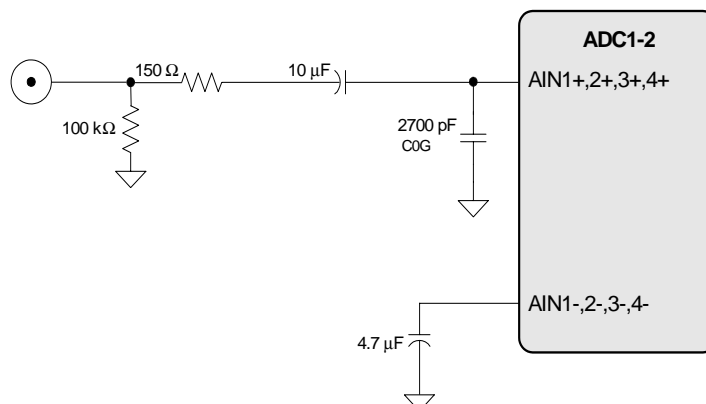 ADC1-2
150 Ω
10 µF
AIN1+,2+,3+,4+
100 kΩ
2700 pF
C0G
AIN1-,2-,3-,4-
4.7 µF